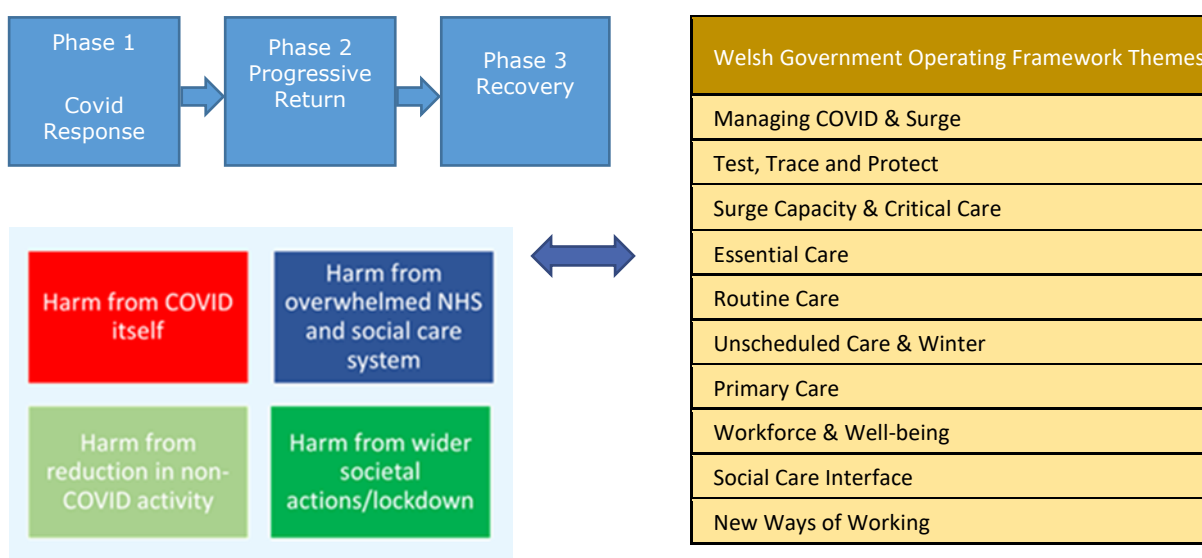 Phase 1
Covid
Response
Phase 2
Progressive
Return
Phase 3
Recovery
Harm from COVID
itself
Harm from
overwhelmed NHS
and social care
system
Harm from
reduction in non-
COVID activity
Harm from wider
societal
actions/lockdown
Welsh Government Operating Framework Themes
Managing COVID & Surge
Test, Trace and Protect
Surge Capacity & Critical Care
Essential Care
Routine Care
Unscheduled Care & Winter
Primary Care
Workforce & Well-being
Social Care Interface
New Ways of Working